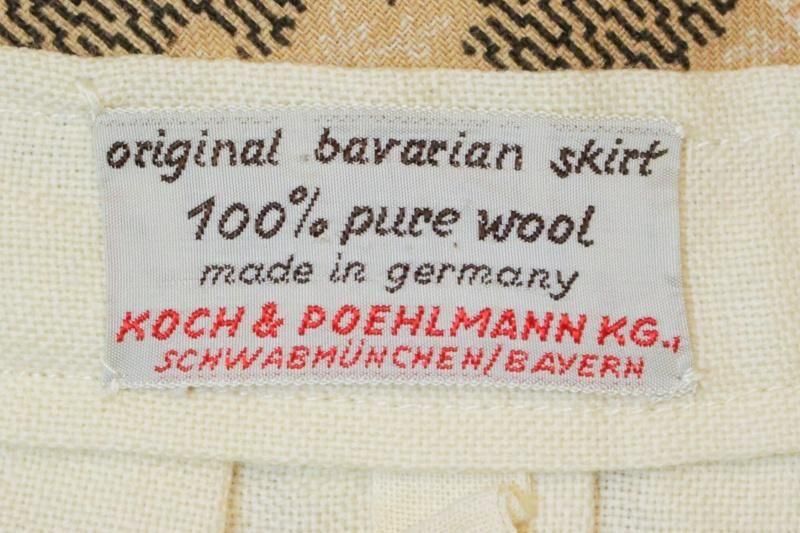 original bavarian skirt
100% pure wool
made in germany
KOCH & POEHLMANN KG.,
SCHWABMÜNCHEN/BAYERN